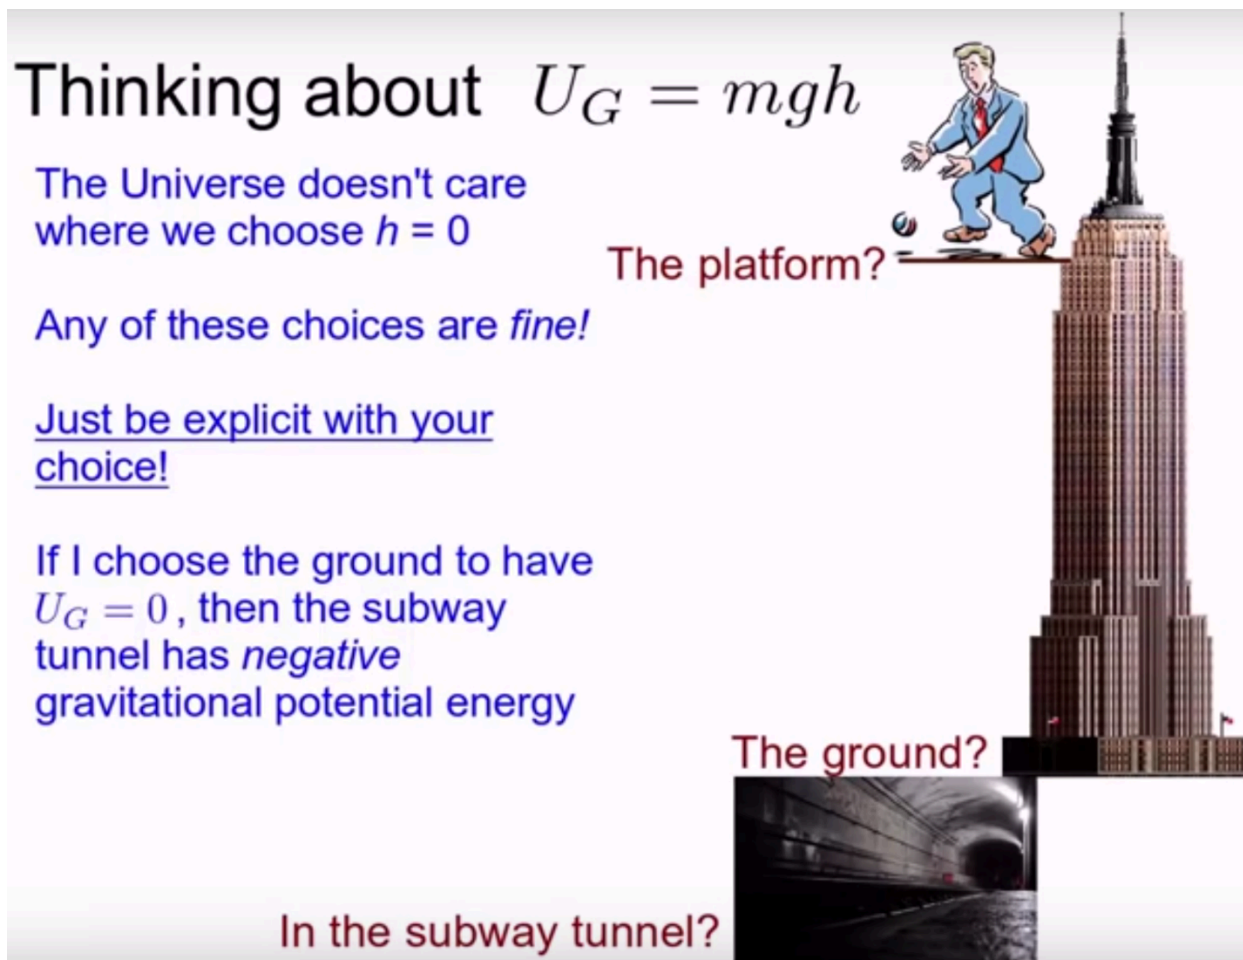 Thinking about U_G = mgh
The Universe doesn't care
where we choose h = 0
The platform?
Any of these choices are fine!
Just be explicit with your
choice!
If I choose the ground to have
U_G = 0 , then the subway
tunnel has negative
gravitational potential energy
The ground?
In the subway tunnel?